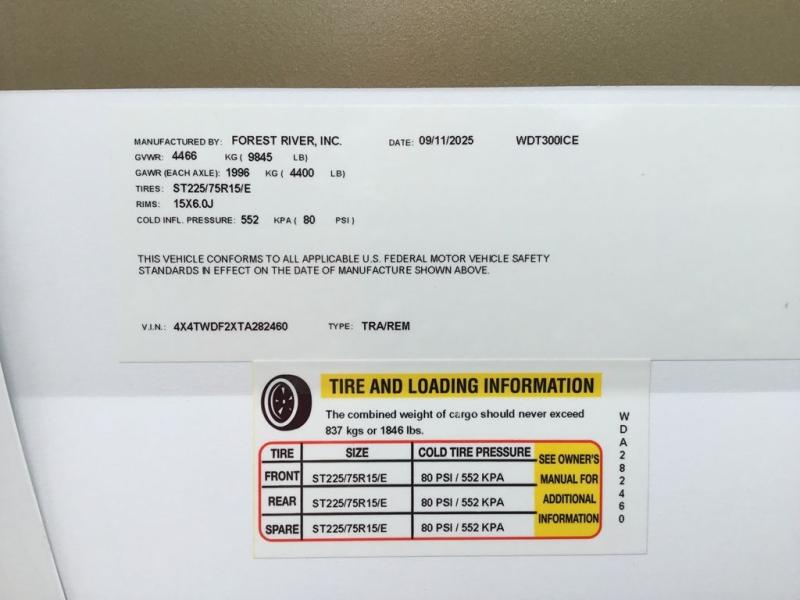 MANUFACTURED BY: FOREST RIVER, INC. DATE: 09/11/2025 WDT300ICE
GVWR: 4466 KG ( 9845 LB)
GAWR (EACH AXLE): 1996 KG ( 4400 LB)
TIRES: ST225/75R15/E
RIMS: 15X6.0J
COLD INFL. PRESSURE: 552 KPA ( 80 PSI )
THIS VEHICLE CONFORMS TO ALL APPLICABLE U.S. FEDERAL MOTOR VEHICLE SAFETY
STANDARDS IN EFFECT ON THE DATE OF MANUFACTURE SHOWN ABOVE.
V.I.N.: 4X4TWDF2XTA282460 TYPE: TRA/REM
TIRE AND LOADING INFORMATION
The combined weight of cargo should never exceed
837 kgs or 1846 lbs.
TIRE SIZE COLD TIRE PRESSURE
FRONT ST225/75R15/E 80 PSI / 552 KPA
REAR ST225/75R15/E 80 PSI / 552 KPA
SPARE ST225/75R15/E 80 PSI / 552 KPA
SEE OWNER'S
MANUAL FOR
ADDITIONAL
INFORMATION
WDA282460